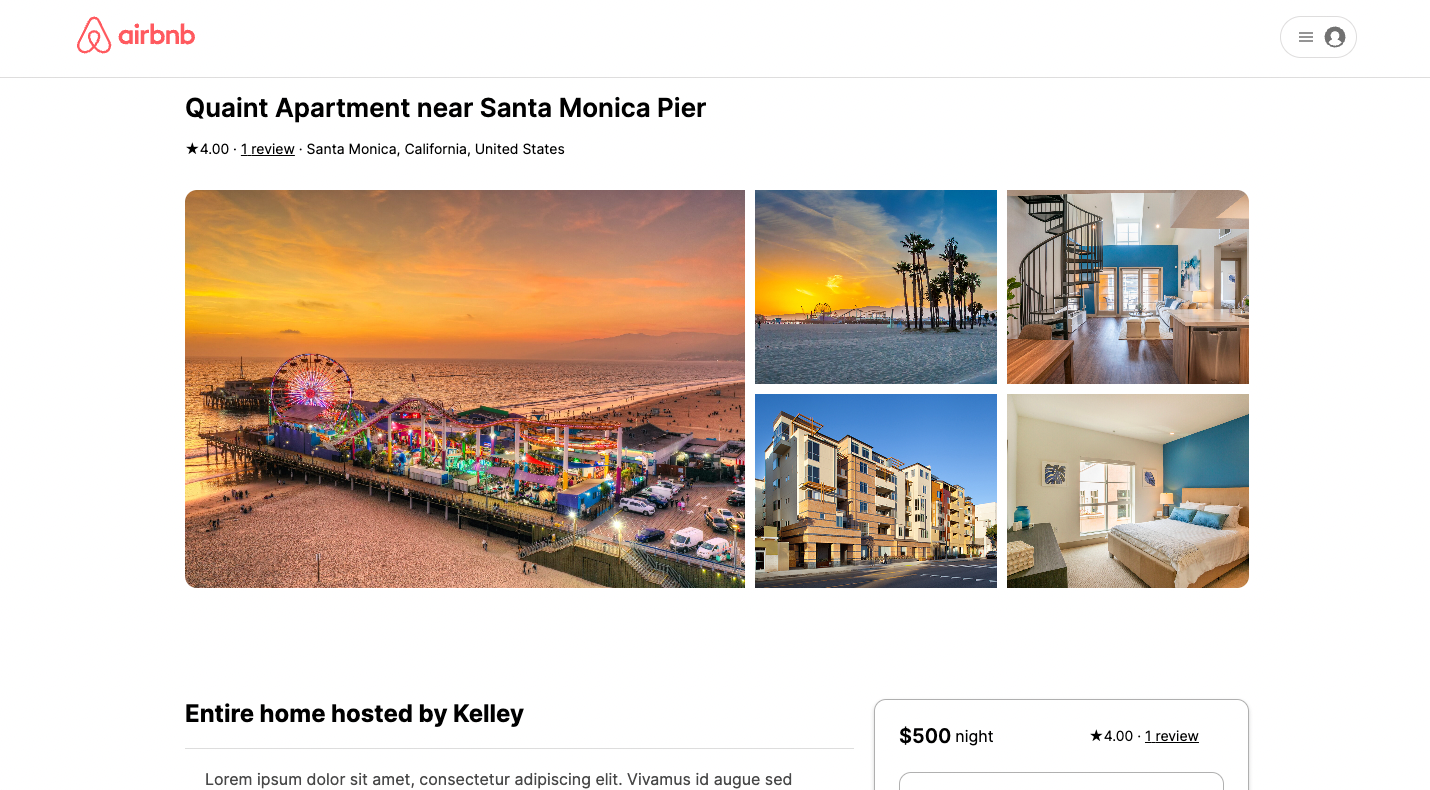 airbnb
Quaint Apartment near Santa Monica Pier
★4.00 · 1 review · Santa Monica, California, United States
Entire home hosted by Kelley
$500 night
★4.00 · 1 review
Lorem ipsum dolor sit amet, consectetur adipiscing elit. Vivamus id augue sed